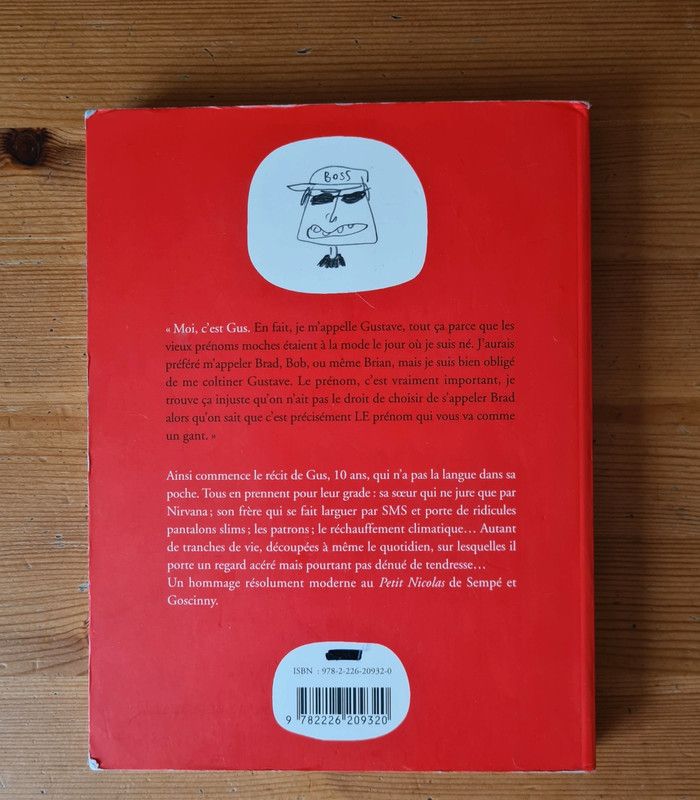 BOSS
« Moi, c'est Gus. En fait, je m'appelle Gustave, tout ça parce que les
vieux prénoms moches étaient à la mode le jour où je suis né. J'aurais
préféré m'appeler Brad, Bob, ou même Brian, mais je suis bien obligé
de me coltiner Gustave. Le prénom, c'est vraiment important, je
trouve ça injuste qu'on n'ait pas le droit de choisir de s'appeler Brad
alors qu'on sait que c'est précisément LE prénom qui vous va comme
un gant. »
Ainsi commence le récit de Gus, 10 ans, qui n'a pas la langue dans sa
poche. Tous en prennent pour leur grade : sa sœur qui ne jure que par
Nirvana ; son frère qui se fait larguer par SMS et porte de ridicules
pantalons slims ; les patrons ; le réchauffement climatique… Autant
de tranches de vie, découpées à même le quotidien, sur lesquelles il
porte un regard acéré mais pourtant pas dénué de tendresse…
Un hommage résolument moderne au Petit Nicolas de Sempé et
Goscinny.
ISBN : 978-2-226-20932-0
9 782226 209320